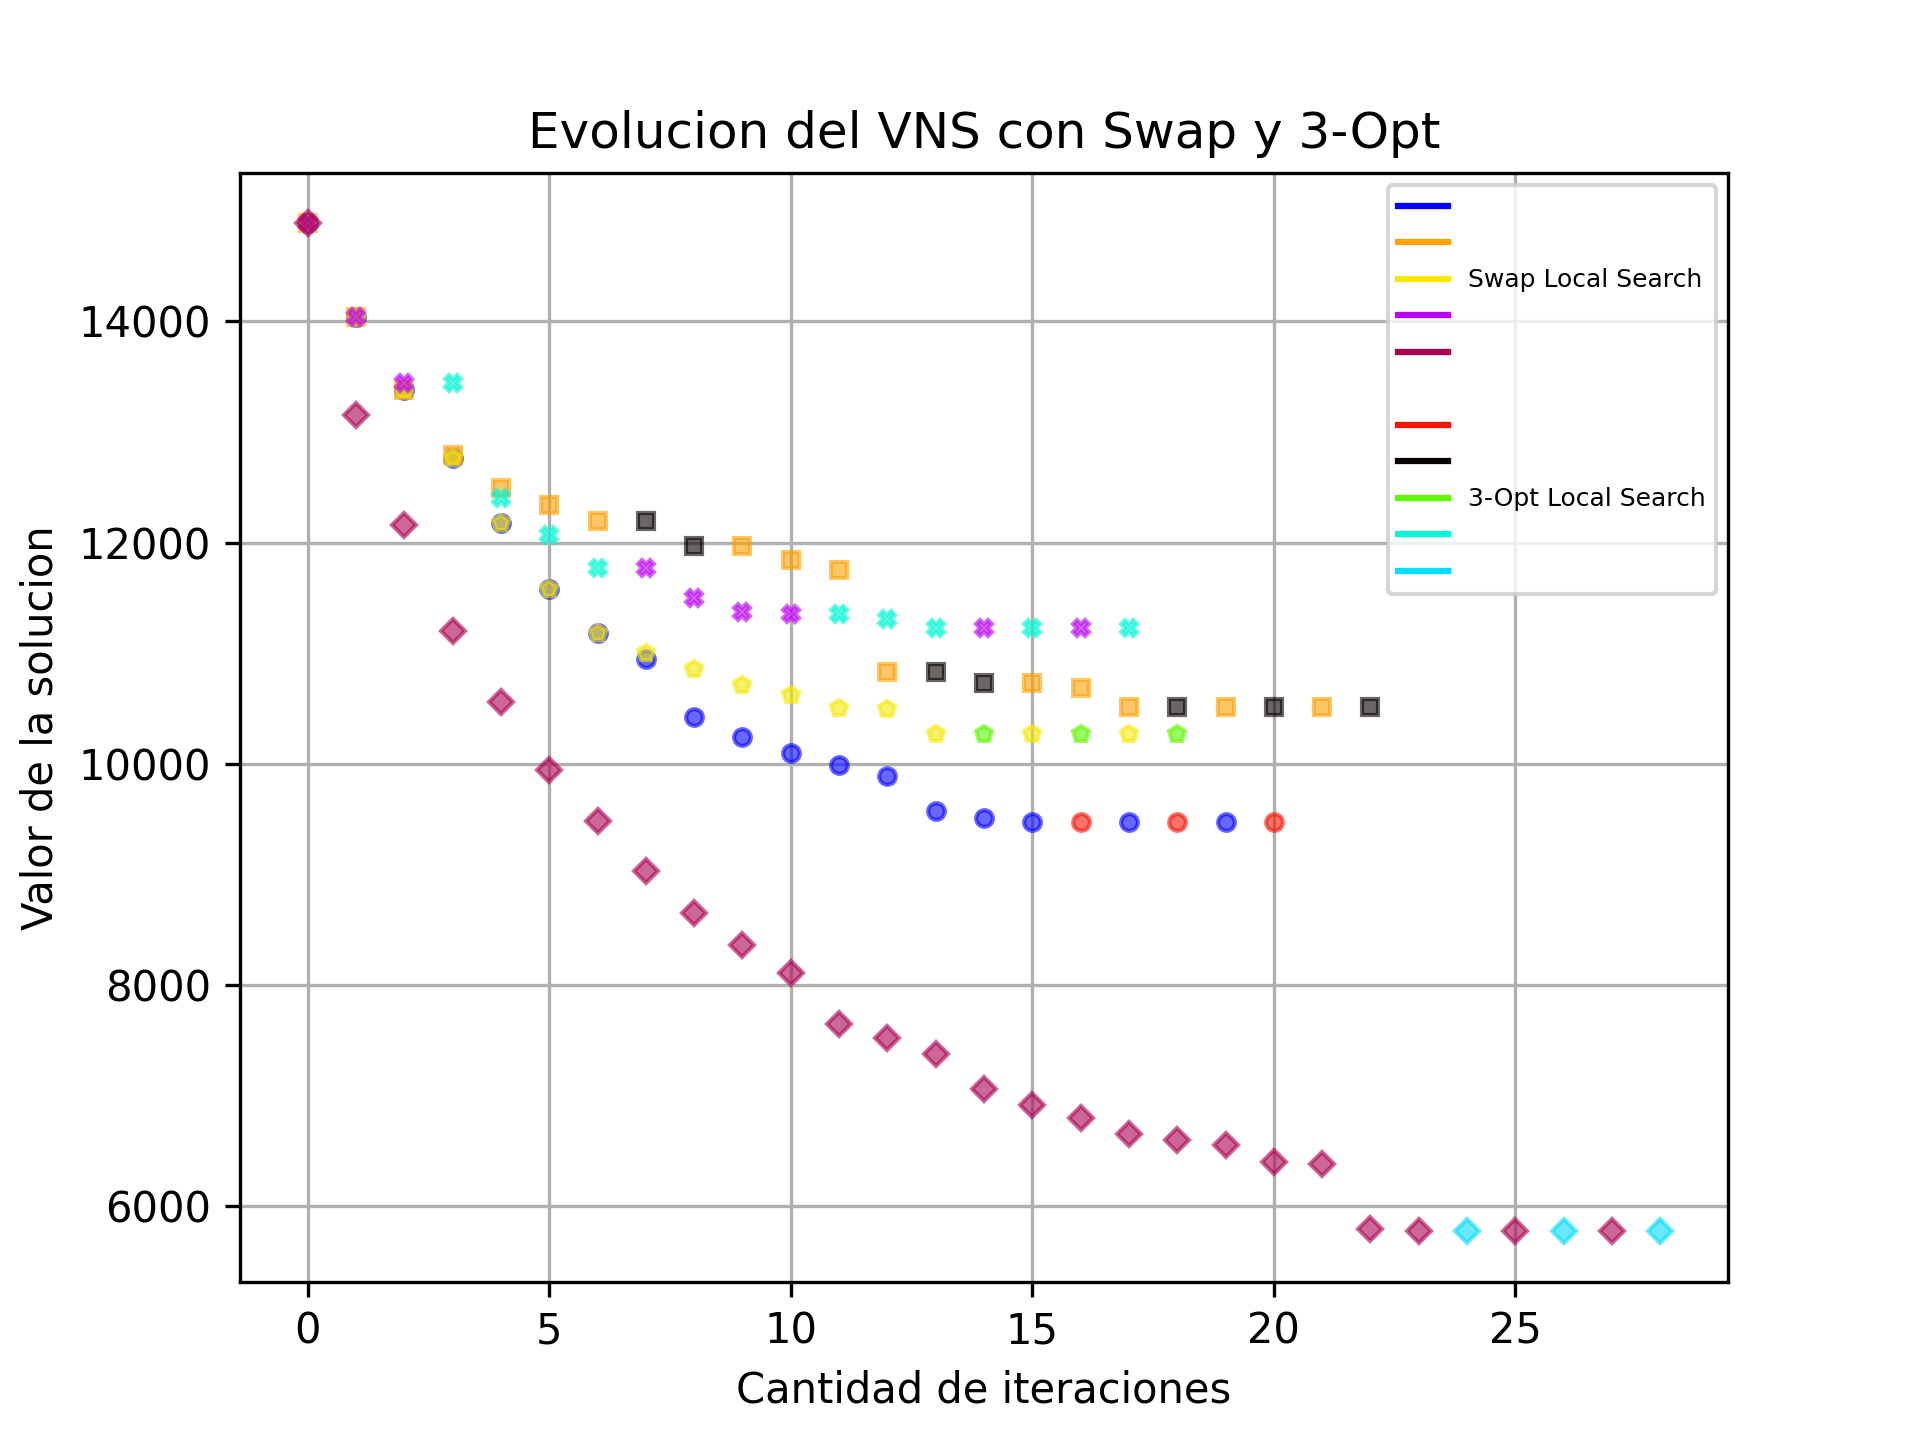 Evolucion del VNS con Swap y 3-Opt
Swap Local Search
3-Opt Local Search
Valor de la solucion
14000
12000
10000
8000
6000
0 5 10 15 20 25
Cantidad de iteraciones